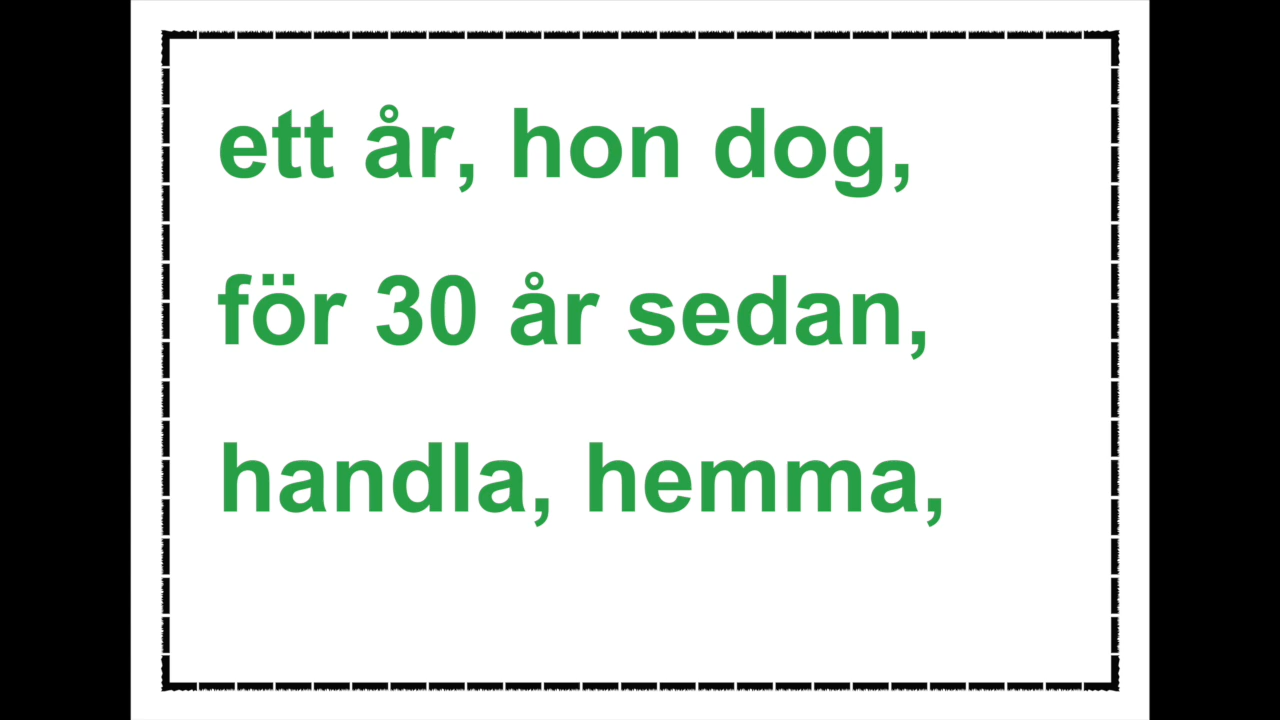 ett år, hon dog,
för 30 år sedan,
handla, hemma,